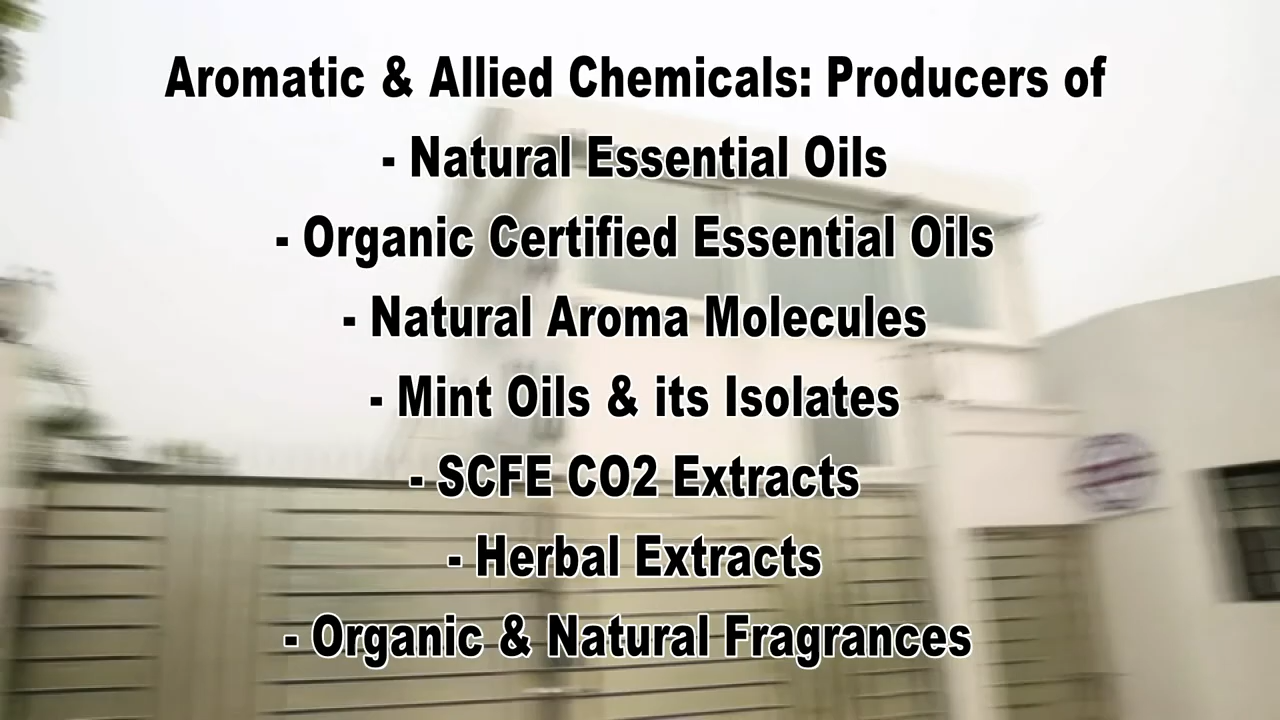 Aromatic & Allied Chemicals: Producers of
- Natural Essential Oils
- Organic Certified Essential Oils
- Natural Aroma Molecules
- Mint Oils & its Isolates
- SCFE CO2 Extracts
- Herbal Extracts
- Organic & Natural Fragrances